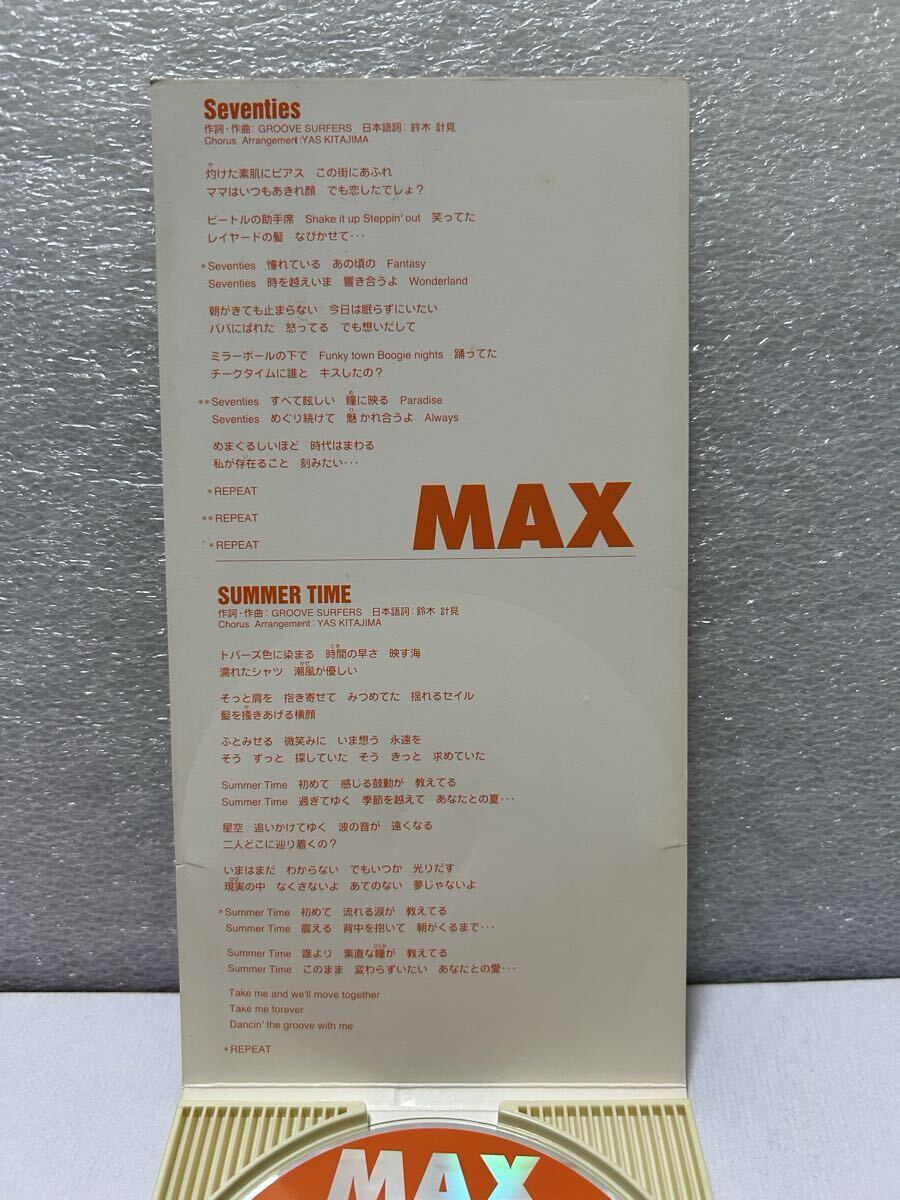 Seventies
作詞・作曲：GROOVE SURFERS　日本語詞：鈴木 計見
Chorus Arrangement：YAS KITAJIMA
灼けた素肌にピアス　この街にあふれ
ママはいつもあきれ顔　でも恋したでしょ？
ビートルの助手席　Shake it up Steppin' out　笑ってた
レイヤードの髪　なびかせて･･･
*Seventies　憧れている　あの頃の　Fantasy
Seventies　時を越えいま　響き合うよ　Wonderland
朝がきても止まらない　今日は眠らずにいたい
パパにばれた　怒ってる　でも想いだして
ミラーボールの下で　Funky town Boogie nights　踊ってた
チークタイムに誰と　キスしたの？
**Seventies　すべて眩しい　瞳に映る　Paradise
Seventies　めぐり続けて　魅かれ合うよ　Always
めまぐるしいほど　時代はまわる
私が存在ること　刻みたい･･･
*REPEAT
**REPEAT
*REPEAT
MAX
SUMMER TIME
作詞・作曲：GROOVE SURFERS　日本語詞：鈴木 計見
Chorus Arrangement：YAS KITAJIMA
トパーズ色に染まる　時間の早さ　映す海
濡れたシャツ　潮風が優しい
そっと肩を　抱き寄せて　みつめてた　揺れるセイル
髪を掻きあげる横顔
ふとみせる　微笑みに　いま想う　永遠を
そう　ずっと　探していた　そう　きっと　求めていた
Summer Time　初めて　感じる鼓動が　教えてる
Summer Time　過ぎてゆく　季節を越えて　あなたとの夏･･･
星空　追いかけてゆく　波の音が　遠くなる
二人どこに辿り着くの？
いまはまだ　わからない　でもいつか　光りだす
現実の中　なくさないよ　あてのない　夢じゃないよ
*Summer Time　初めて　流れる涙が　教えてる
Summer Time　震える　背中を抱いて　朝がくるまで･･･
Summer Time　誰より　素直な瞳が　教えてる
Summer Time　このまま　変わらずいたい　あなたとの愛･･･
Take me and we'll move together
Take me forever
Dancin' the groove with me
*REPEAT
MAX